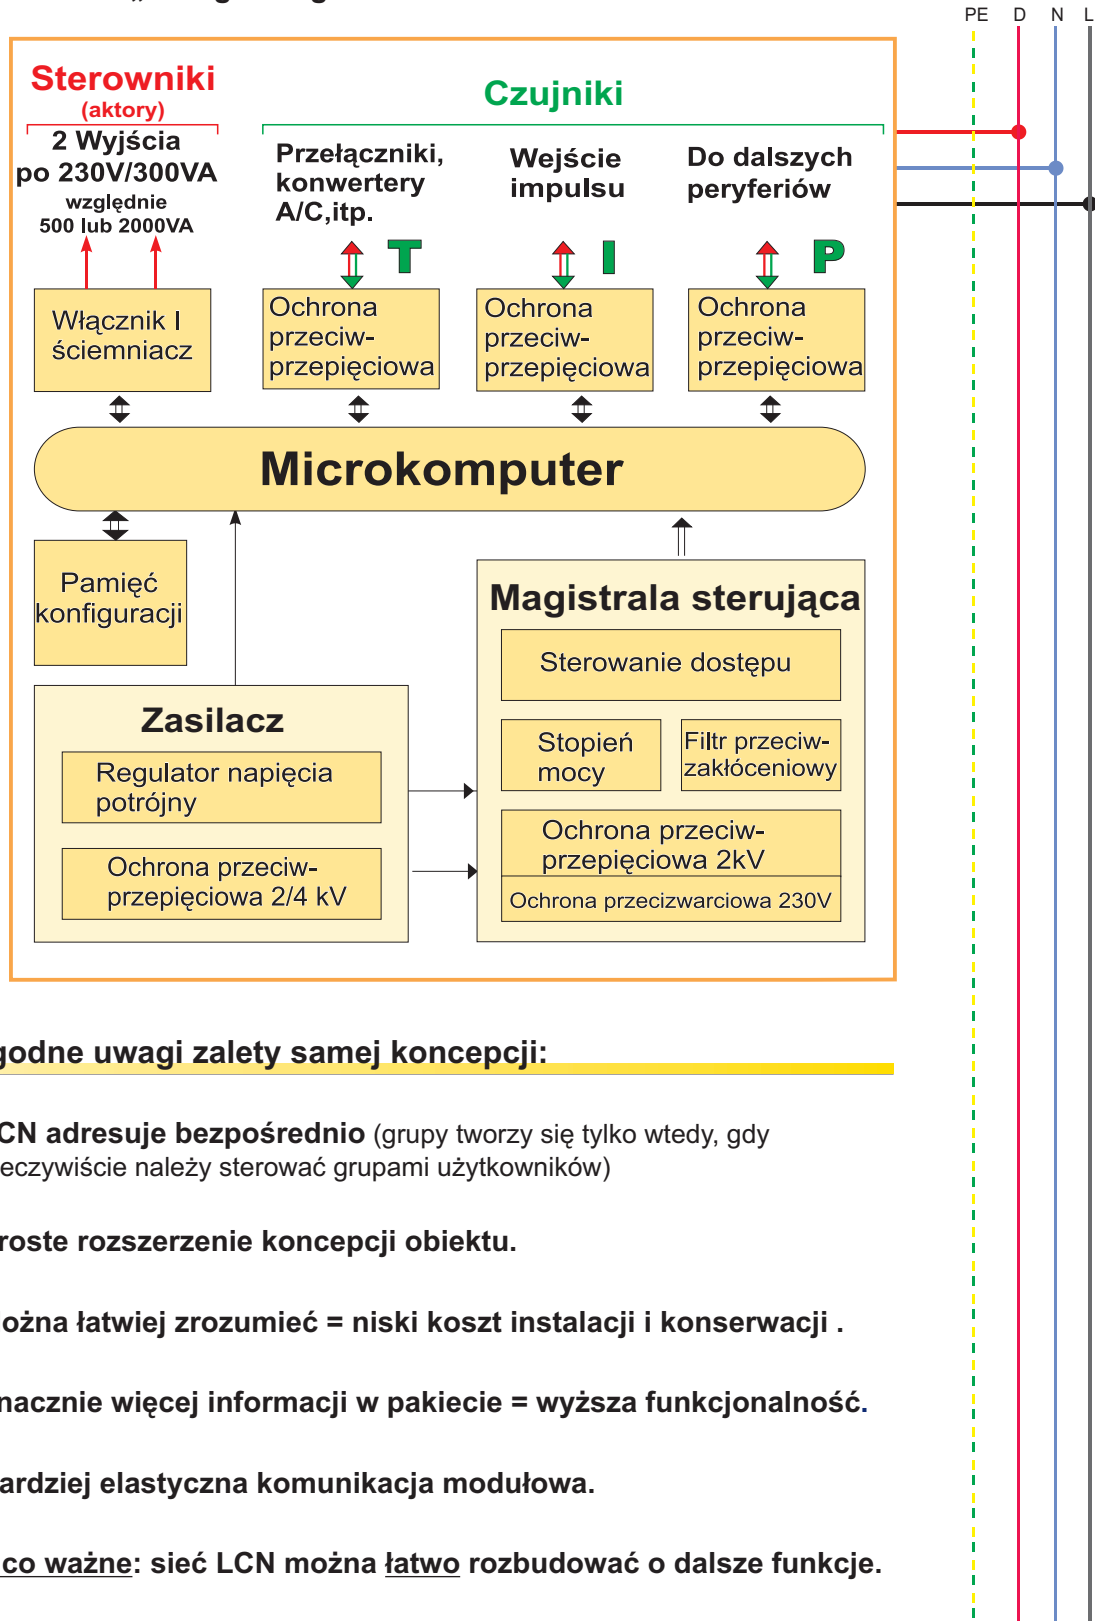 PE D N L
Sterowniki
(aktory)
2 Wyjścia
po 230V/300VA
względnie
500 lub 2000VA
Czujniki
Przełączniki,
konwertery
A/C,itp.
Wejście
impulsu
Do dalszych
peryferiów
T
I
P
Włącznik I
ściemniacz
Ochrona
przeciw-
przepięciowa
Ochrona
przeciw-
przepięciowa
Ochrona
przeciw-
przepięciowa
Microkomputer
Pamięć
konfiguracji
Magistrala sterująca
Sterowanie dostępu
Stopień
mocy
Filtr przeciw-
zakłóceniowy
Ochrona przeciw-
przepięciowa 2kV
Ochrona przecizwarciowa 230V
Zasilacz
Regulator napięcia
potrójny
Ochrona przeciw-
przepięciowa 2/4 kV
godne uwagi zalety samej koncepcji:
CN adresuje bezpośrednio (grupy tworzy się tylko wtedy, gdy
eczywiście należy sterować grupami użytkowników)
roste rozszerzenie koncepcji obiektu.
ożna łatwiej zrozumieć = niski koszt instalacji i konserwacji .
nacznie więcej informacji w pakiecie = wyższa funkcjonalność.
ardziej elastyczna komunikacja modułowa.
co ważne: sieć LCN można łatwo rozbudować o dalsze funkcje.